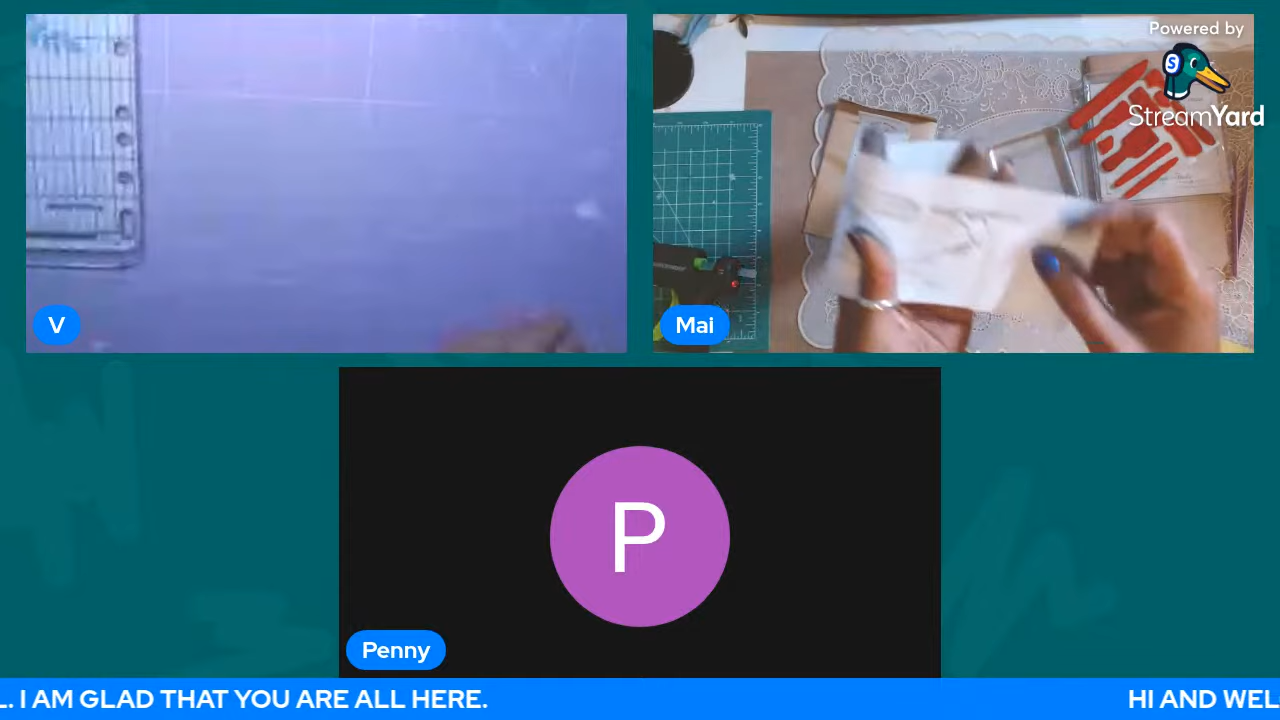 Powered by
StreamYard
V
Mai
P
Penny
L. I AM GLAD THAT YOU ARE ALL HERE.
HI AND WEL